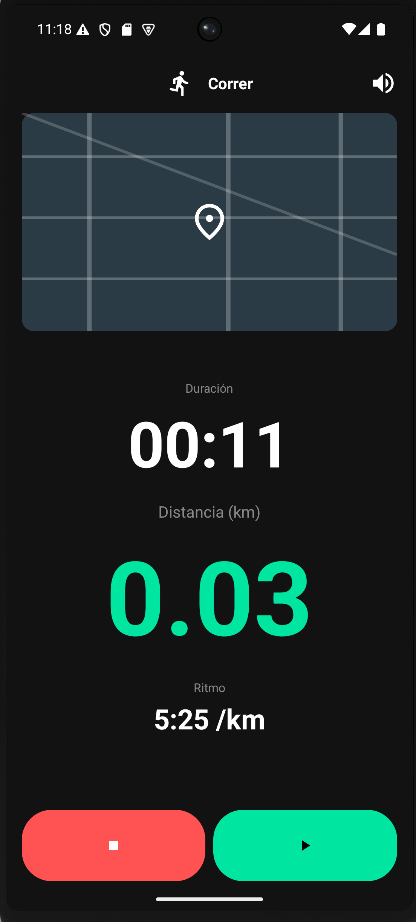 11:18
Correr
Duración
00:11
Distancia (km)
0.03
Ritmo
5:25 /km